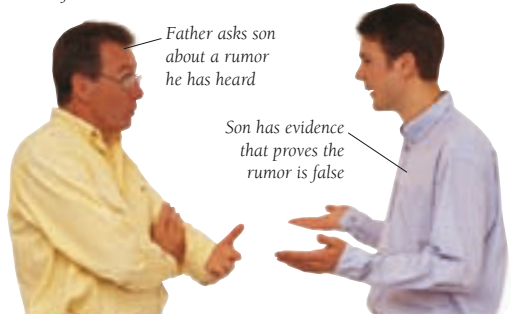 Father asks son
about a rumor
he has heard
Son has evidence
that proves the
rumor is false